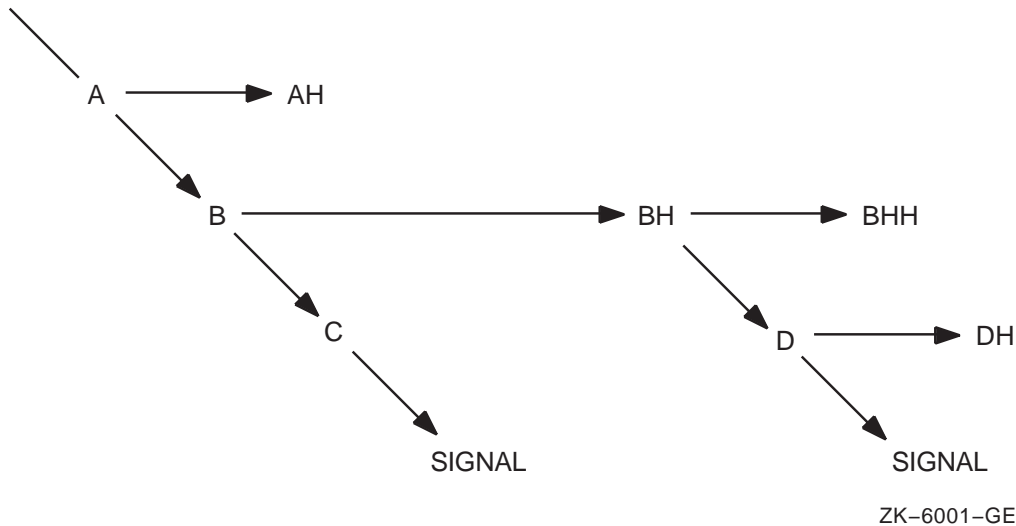 A AH
B BH BHH
C D DH
SIGNAL SIGNAL
ZK–6001–GE